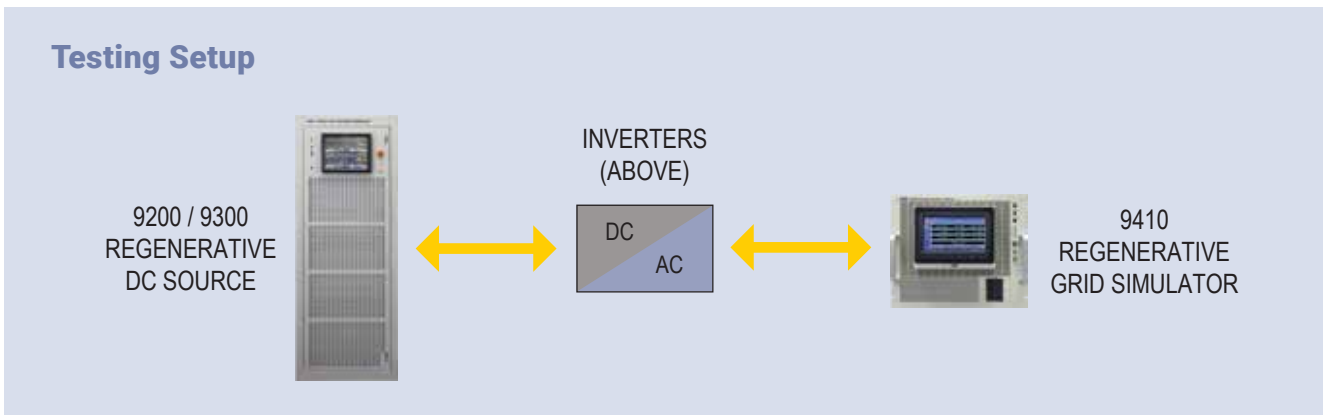 Testing Setup
9200 / 9300
REGENERATIVE
DC SOURCE
INVERTERS
(ABOVE)
DC
AC
9410
REGENERATIVE
GRID SIMULATOR